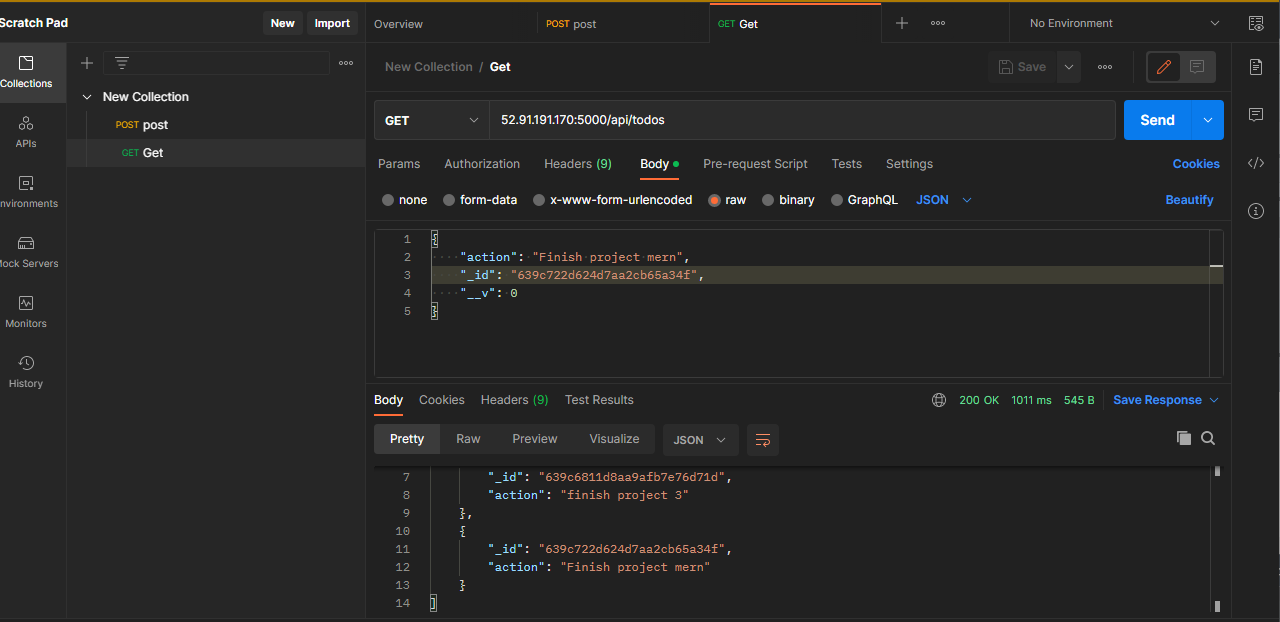 Scratch Pad
New
Import
Overview
POST post
GET Get
No Environment
Collections
APIs
nvironments
Mock Servers
Monitors
History
New Collection
POST post
GET Get
New Collection / Get
Save
GET
52.91.191.170:5000/api/todos
Send
Params
Authorization
Headers (9)
Body
Pre-request Script
Tests
Settings
Cookies
none
form-data
x-www-form-urlencoded
raw
binary
GraphQL
JSON
Beautify
1 {
2 "action": "Finish project mern",
3 "_id": "639c722d624d7aa2cb65a34f",
4 "__v": 0
5 }
Body
Cookies
Headers (9)
Test Results
200 OK
1011 ms
545 B
Save Response
Pretty
Raw
Preview
Visualize
JSON
7 "_id": "639c6811d8aa9afb7e76d71d",
8 "action": "finish project 3"
9 },
10 {
11 "_id": "639c722d624d7aa2cb65a34f",
12 "action": "Finish project mern"
13 }
14 ]